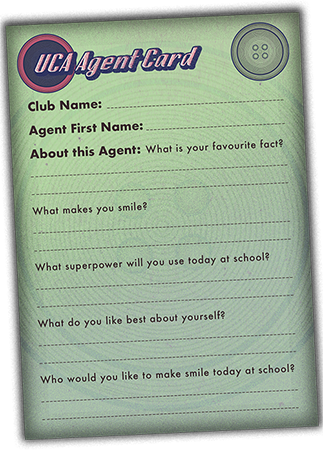 UCA Agent Card
Club Name:
Agent First Name:
About this Agent: What is your favourite fact?
What makes you smile?
What superpower will you use today at school?
What do you like best about yourself?
Who would you like to make smile today at school?